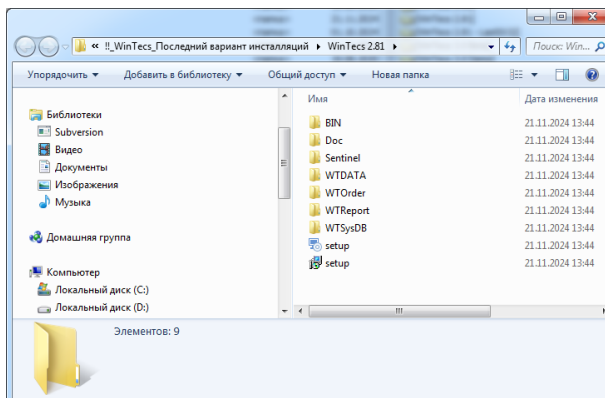 « !!_WinTecs_Последний вариант инсталляций ▸ WinTecs 2.81 ▸
Поиск: Win...
Упорядочить ▼ Добавить в библиотеку ▼ Общий доступ ▼ Новая папка
Имя Дата изменения
Библиотеки
Subversion
Видео
Документы
Изображения
Музыка
Домашняя гру
Компьютер
Локальный диск (C:)
Локальный диск (D:)
BIN 21.11.2024 13:44
Doc 21.11.2024 13:44
Sentinel 21.11.2024 13:44
WTDATA 21.11.2024 13:44
WTOrder 21.11.2024 13:44
WTReport 21.11.2024 13:44
WTSysDB 21.11.2024 13:44
setup 21.11.2024 13:44
setup 21.11.2024 13:44
Элементов: 9